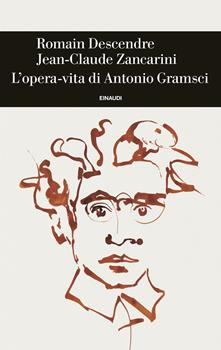 Romain Descendre
Jean-Claude Zancarini
L'opera-vita di Antonio Gramsci
EINAUDI